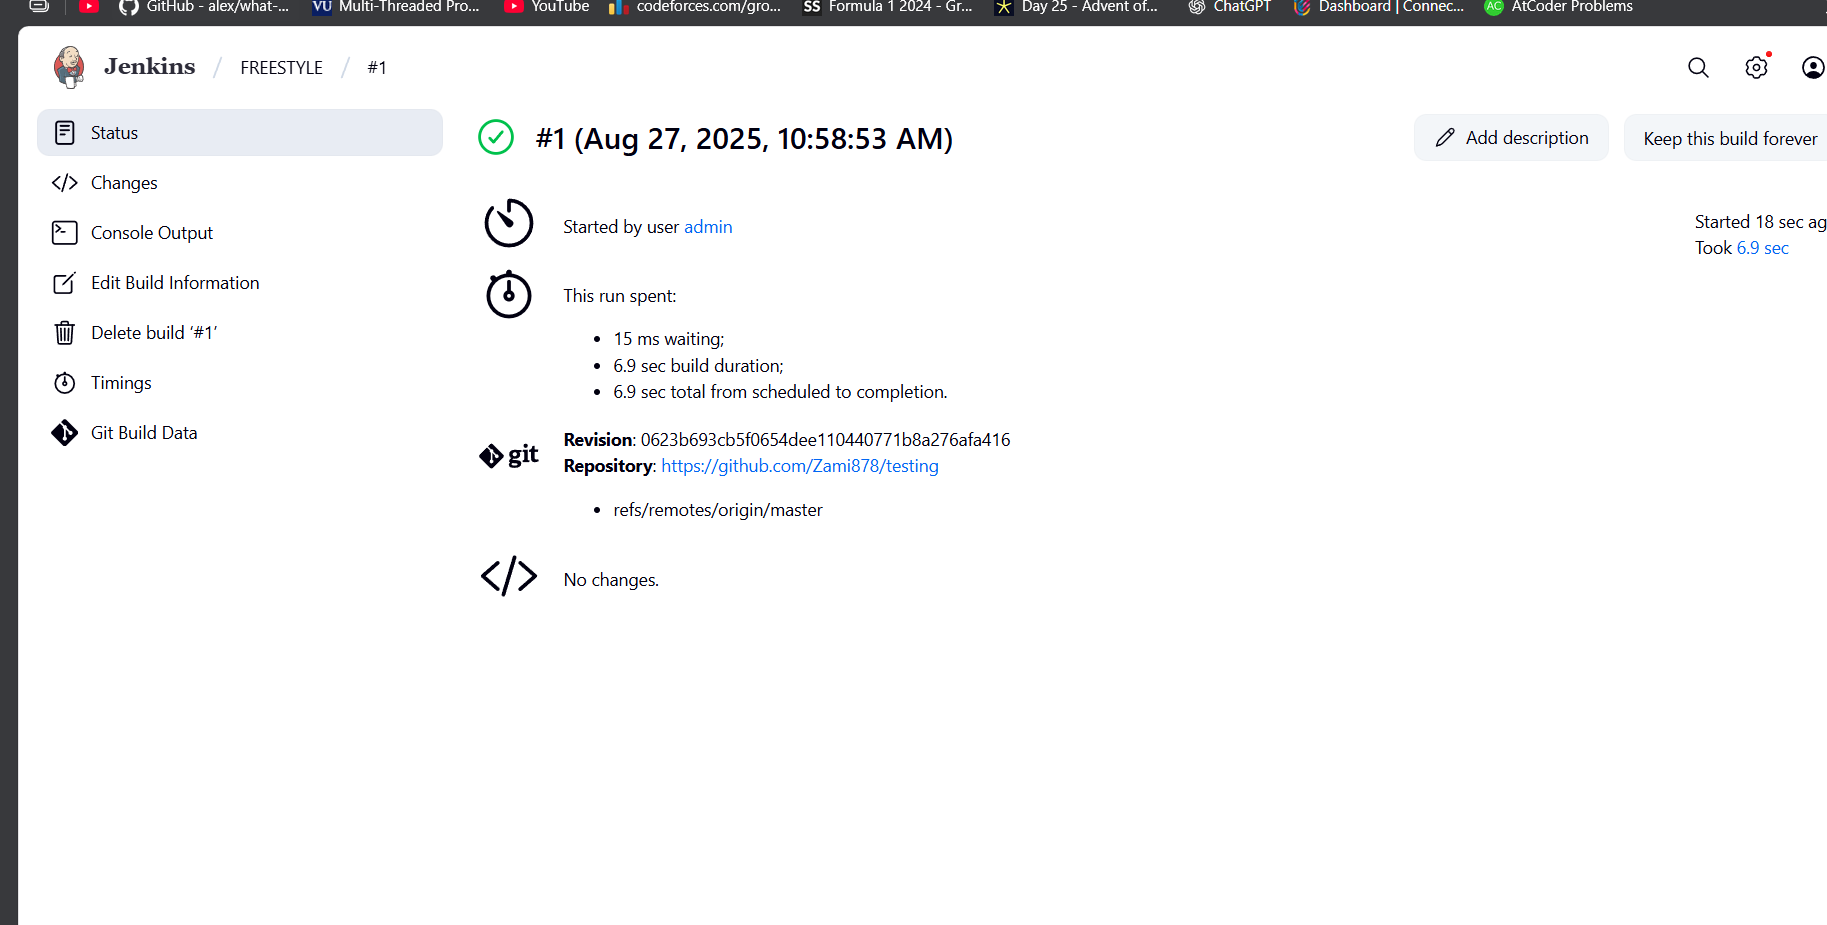 GitHub - alex/what-... VU Multi-Threaded Pro... YouTube codeforces.com/gro... SS Formula 1 2024 - Gr... Day 25 - Advent of... ChatGPT Dashboard | Connec... AC AtCoder Problems
Jenkins / FREESTYLE / #1
Status
Changes
Console Output
Edit Build Information
Delete build ‘#1’
Timings
Git Build Data
#1 (Aug 27, 2025, 10:58:53 AM)
Add description
Keep this build forever
Started by user admin
Started 18 sec ag
Took 6.9 sec
This run spent:
• 15 ms waiting;
• 6.9 sec build duration;
• 6.9 sec total from scheduled to completion.
git
Revision: 0623b693cb5f0654dee110440771b8a276afa416
Repository: https://github.com/Zami878/testing
• refs/remotes/origin/master
No changes.